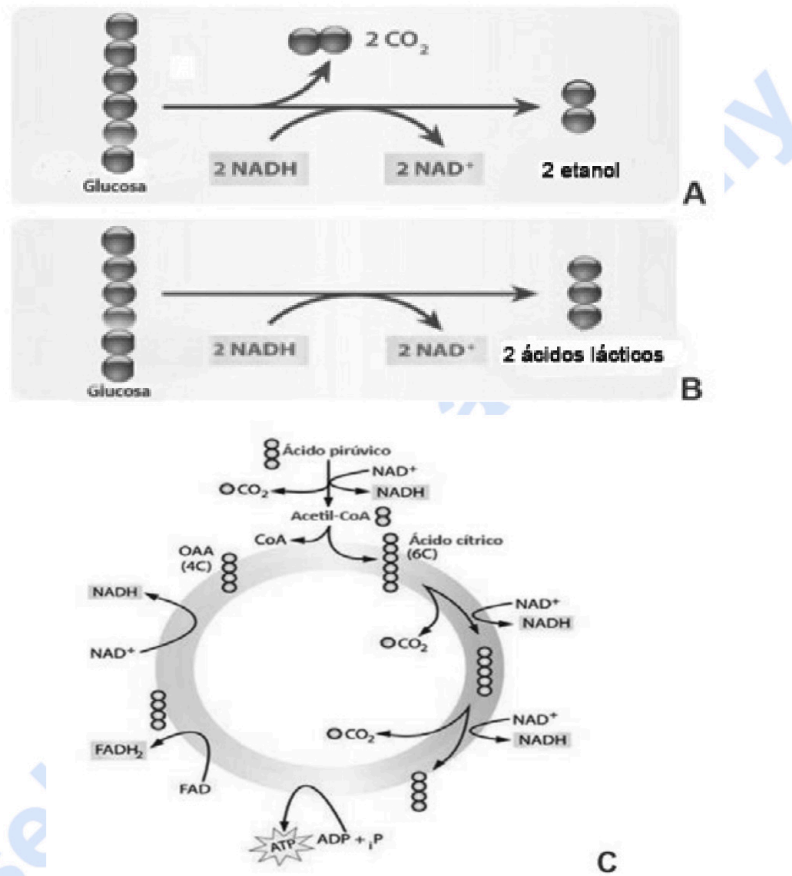 2 CO₂
2 NADH
2 NAD⁺
2 etanol
Glucosa
A
2 NADH
2 NAD⁺
2 ácidos lácticos
Glucosa
B
Ácido pirúvico
NAD⁺
CO₂
NADH
Acetil-CoA
CoA
Ácido cítrico
(6C)
OAA
(4C)
NADH
NAD⁺
NAD⁺
NADH
CO₂
NAD⁺
NADH
CO₂
FADH₂
FAD
ATP
ADP + ᵢP
C